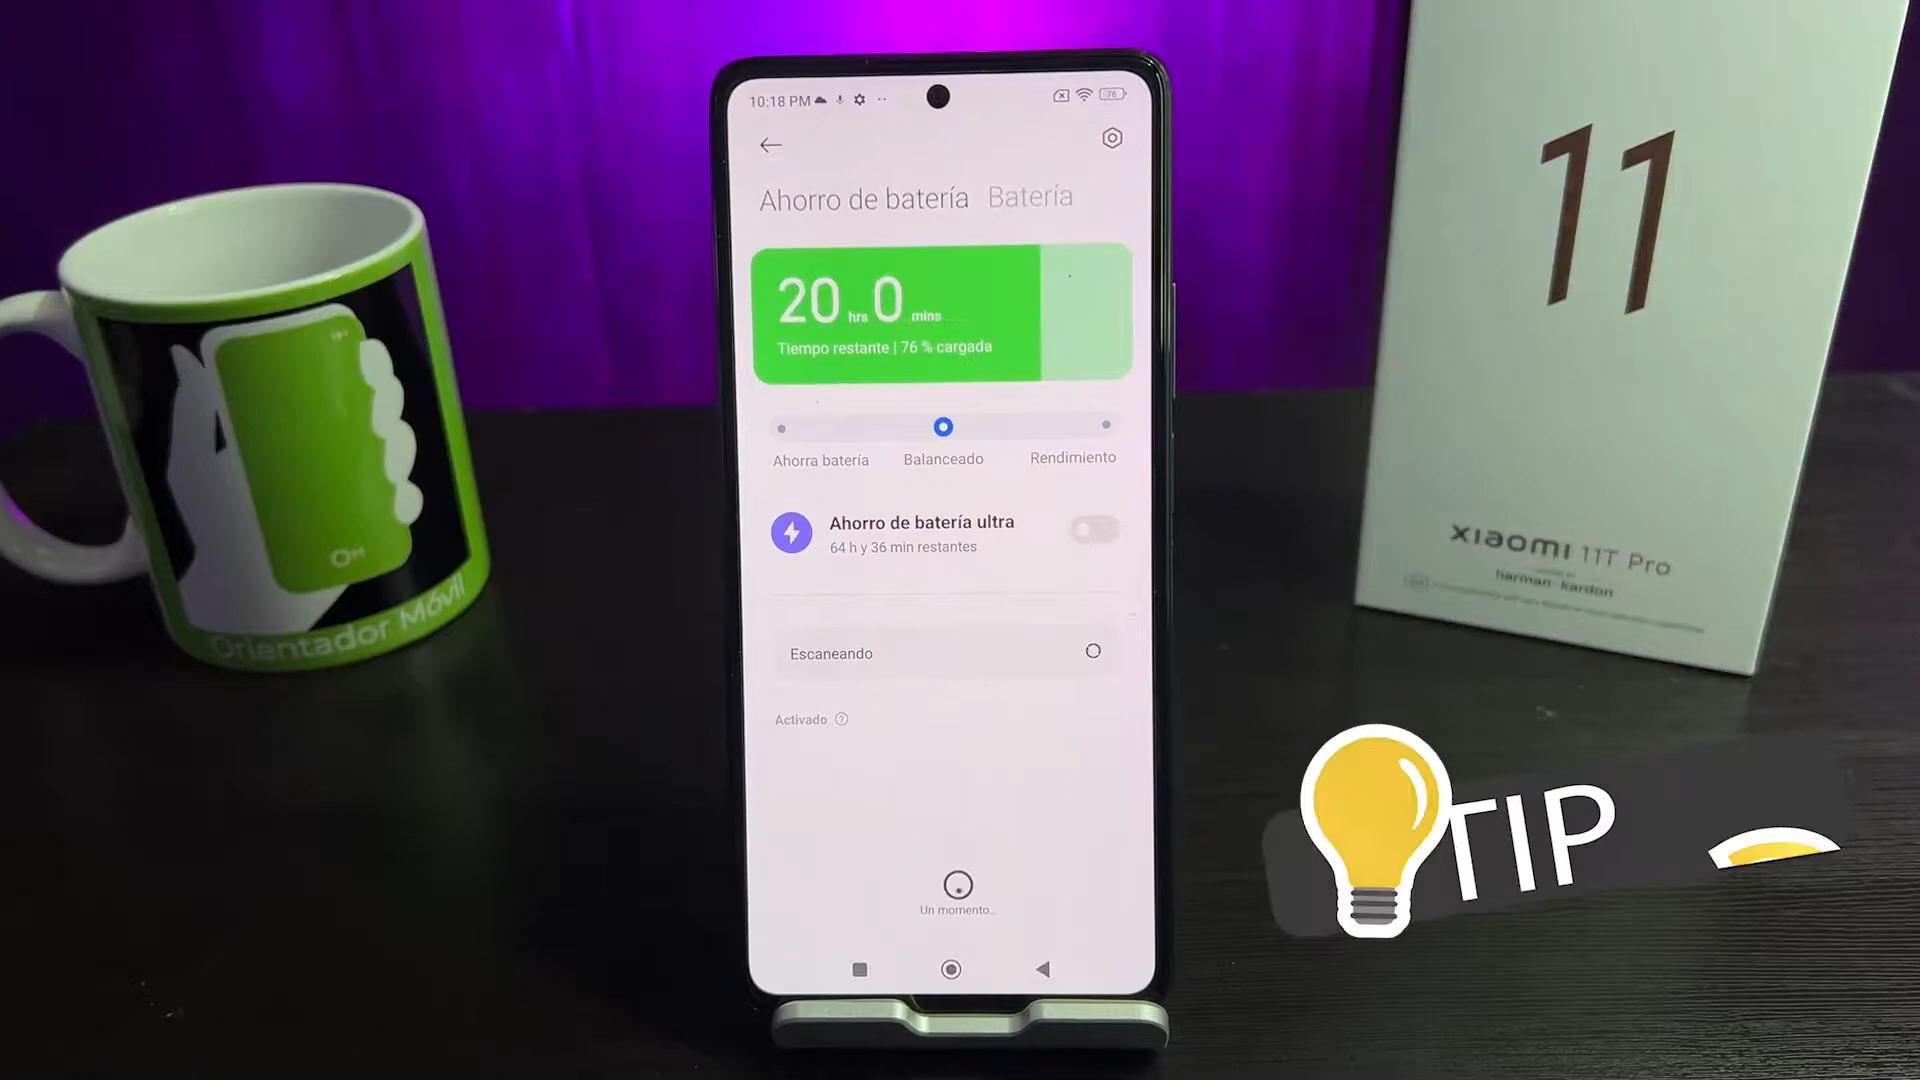 10:18 PM
76
Ahorro de batería Batería
20 hrs 0 mins
Tiempo restante | 76 % cargada
Ahorra batería Balanceado Rendimiento
Ahorro de batería ultra
64 h y 36 min restantes
Escaneando
Activado ?
Un momento...
OM
Orientador Móvil
11
xiaomi 11T Pro
harman kardon
TIP